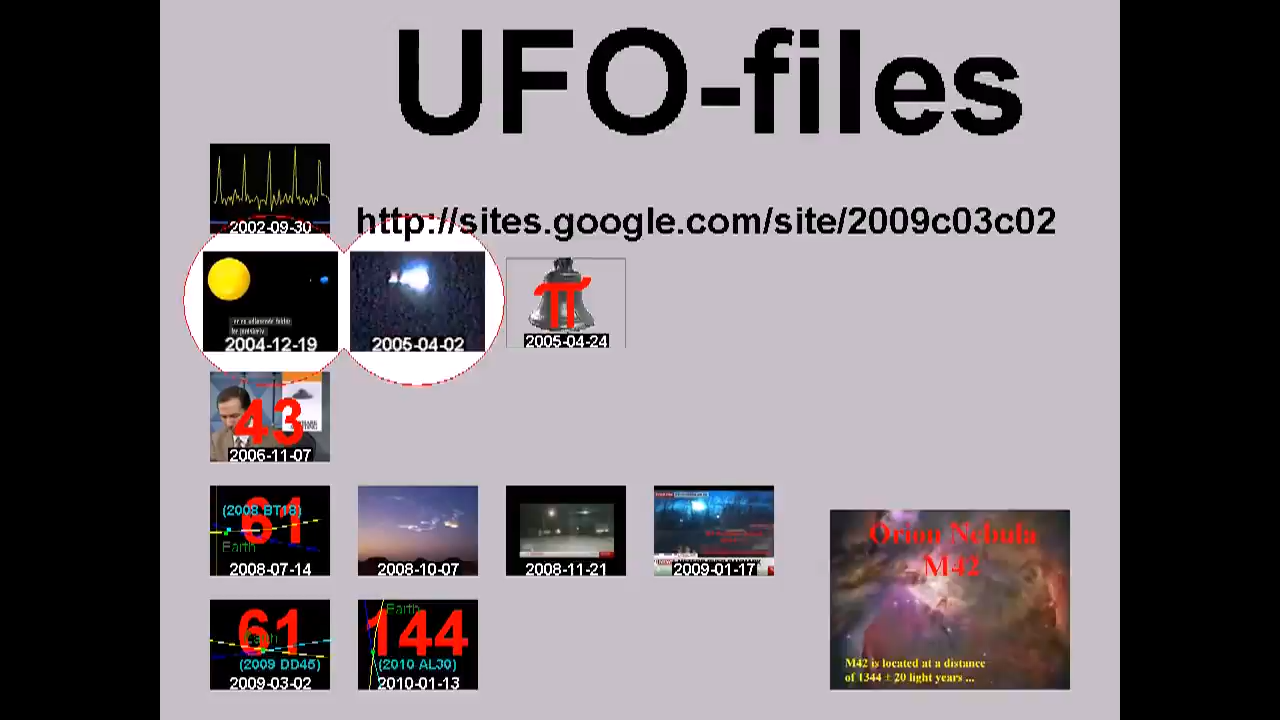 UFO-files
2002-09-30
http://sites.google.com/site/2009c03c02
2004-12-19
2005-04-02
π
2005-04-24
43
2006-11-07
61
(2008 BT18)
Earth
2008-07-14
2008-10-07
2008-11-21
2009-01-17
Orion Nebula
M42
61
Earth
(2009 DD45)
2009-03-02
Earth
144
(2010 AL30)
2010-01-13
M42 is located at a distance
of 1344 ± 20 light years ...